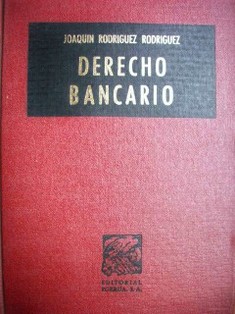 JOAQUIN RODRIGUEZ RODRIGUEZ
DERECHO
BANCARIO
EDITORIAL
PORRUA, S. A.